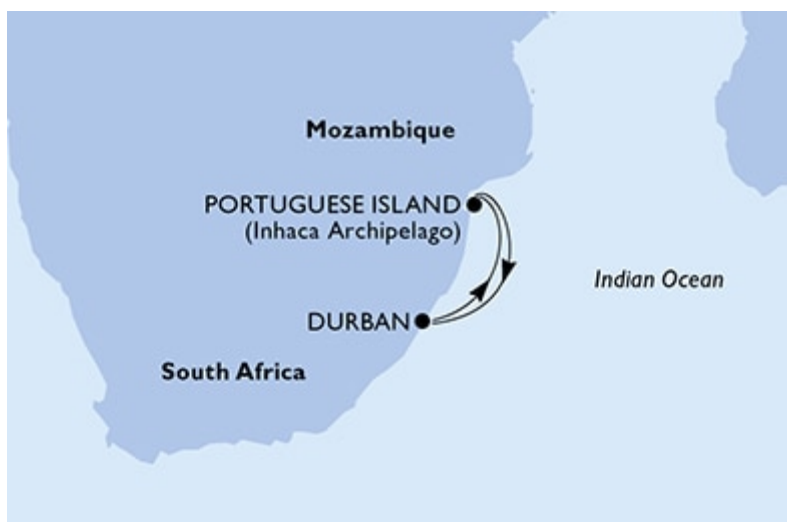 Mozambique
PORTUGUESE ISLAND
(Inhaca Archipelago)
Indian Ocean
DURBAN
South Africa